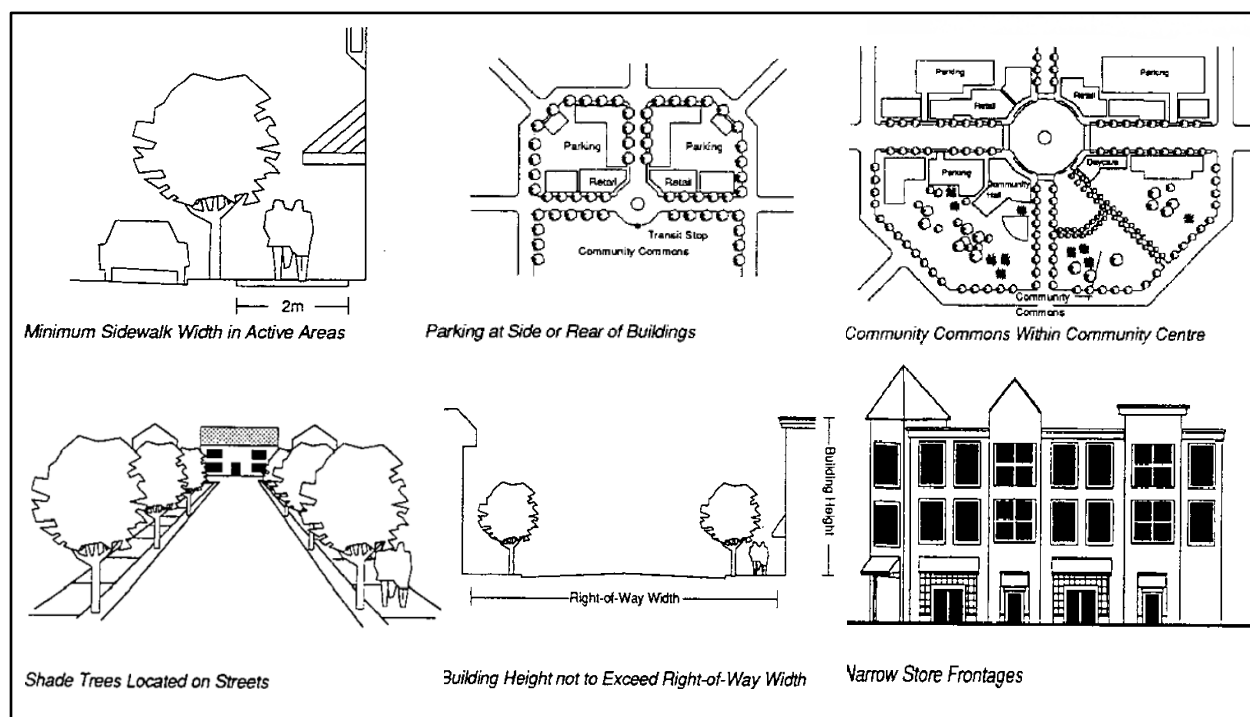 2m
Minimum Sidewalk Width in Active Areas
Parking
Parking
Retail
Retail
Transit Stop
Community Commons
Parking at Side or Rear of Buildings
Parking
Parking
Retail
Retail
Daycare
Parking
Community
Hall
Community
Commons
Community Commons Within Community Centre
Shade Trees Located on Streets
Building Height
Right-of-Way Width
Building Height not to Exceed Right-of-Way Width
Narrow Store Frontages